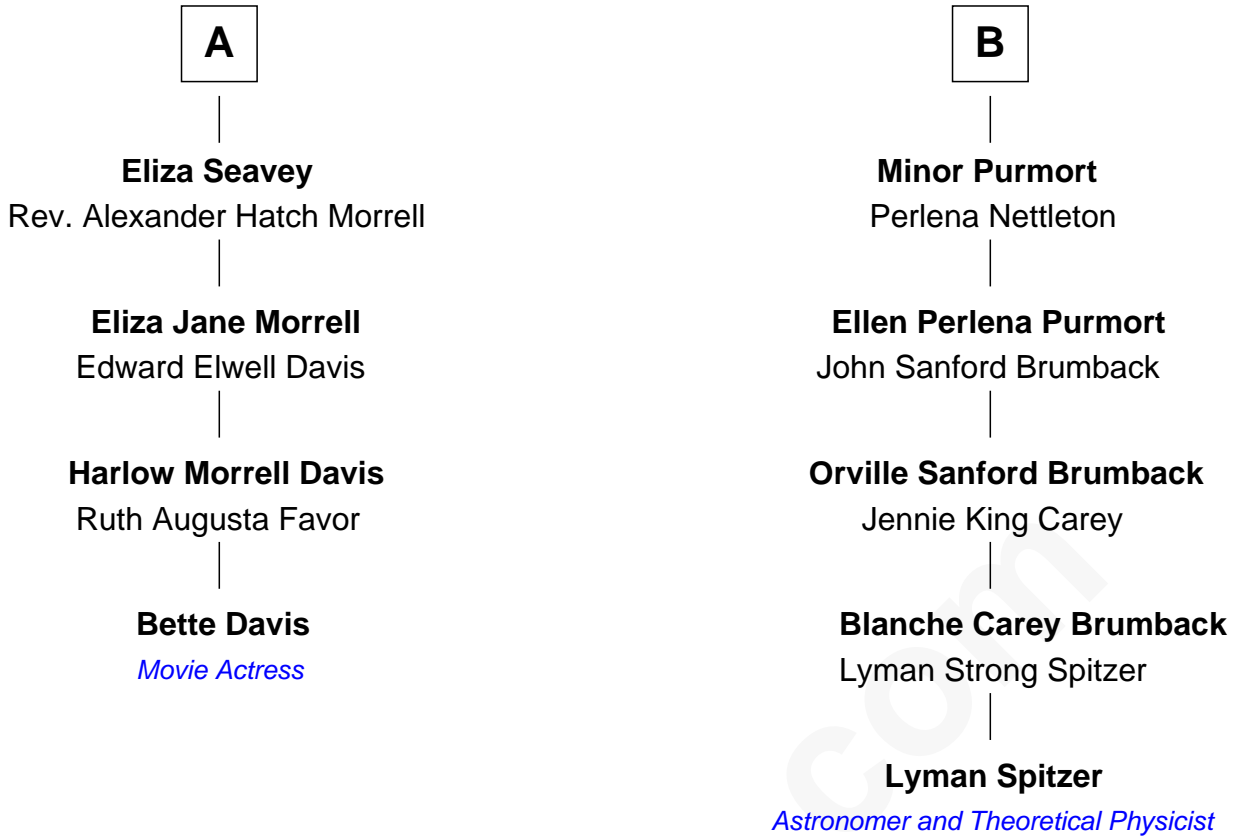 A
Eliza Seavey
Rev. Alexander Hatch Morrell
Eliza Jane Morrell
Edward Elwell Davis
Harlow Morrell Davis
Ruth Augusta Favor
Bette Davis
Movie Actress
B
Minor Purmort
Perlena Nettleton
Ellen Perlena Purmort
John Sanford Brumback
Orville Sanford Brumback
Jennie King Carey
Blanche Carey Brumback
Lyman Strong Spitzer
Lyman Spitzer
Astronomer and Theoretical Physicist
com